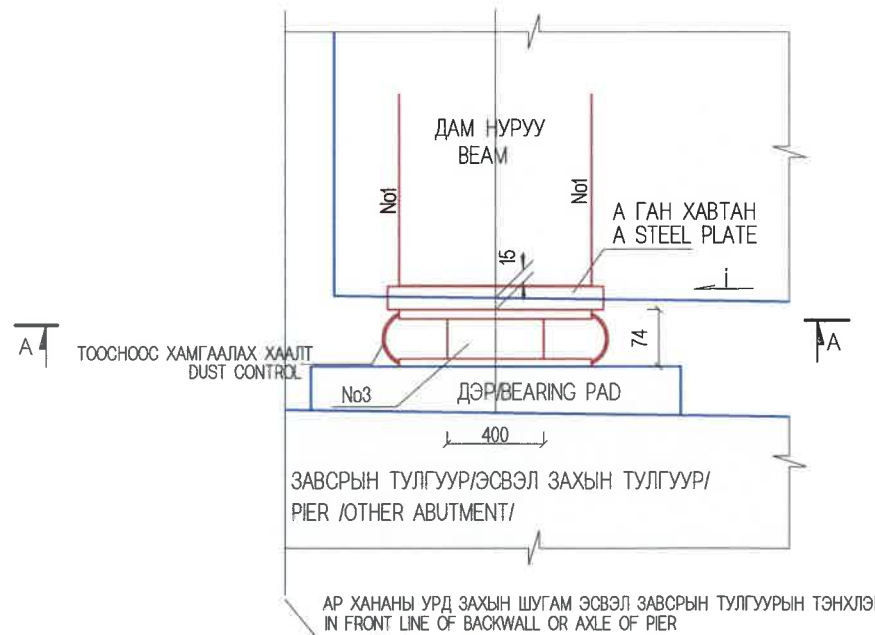 ДАМ НУРУУ
BEAM
No1
No1
А ГАН ХАВТАН
A STEEL PLATE
15
i
A
A
74
ТООСНООС ХАМГААЛАХ ХААЛТ
DUST CONTROL
No3
ДЭР/BEARING PAD
400
ЗАВСРЫН ТУЛГУУР/ЭСВЭЛ ЗАХЫН ТУЛГУУР/
PIER /OTHER ABUTMENT/
АР ХАНАНЫ УРД ЗАХЫН ШУГАМ ЭСВЭЛ ЗАВСРЫН ТУЛГУУРЫН ТЭНХЛЭ
IN FRONT LINE OF BACKWALL OR AXLE OF PIER